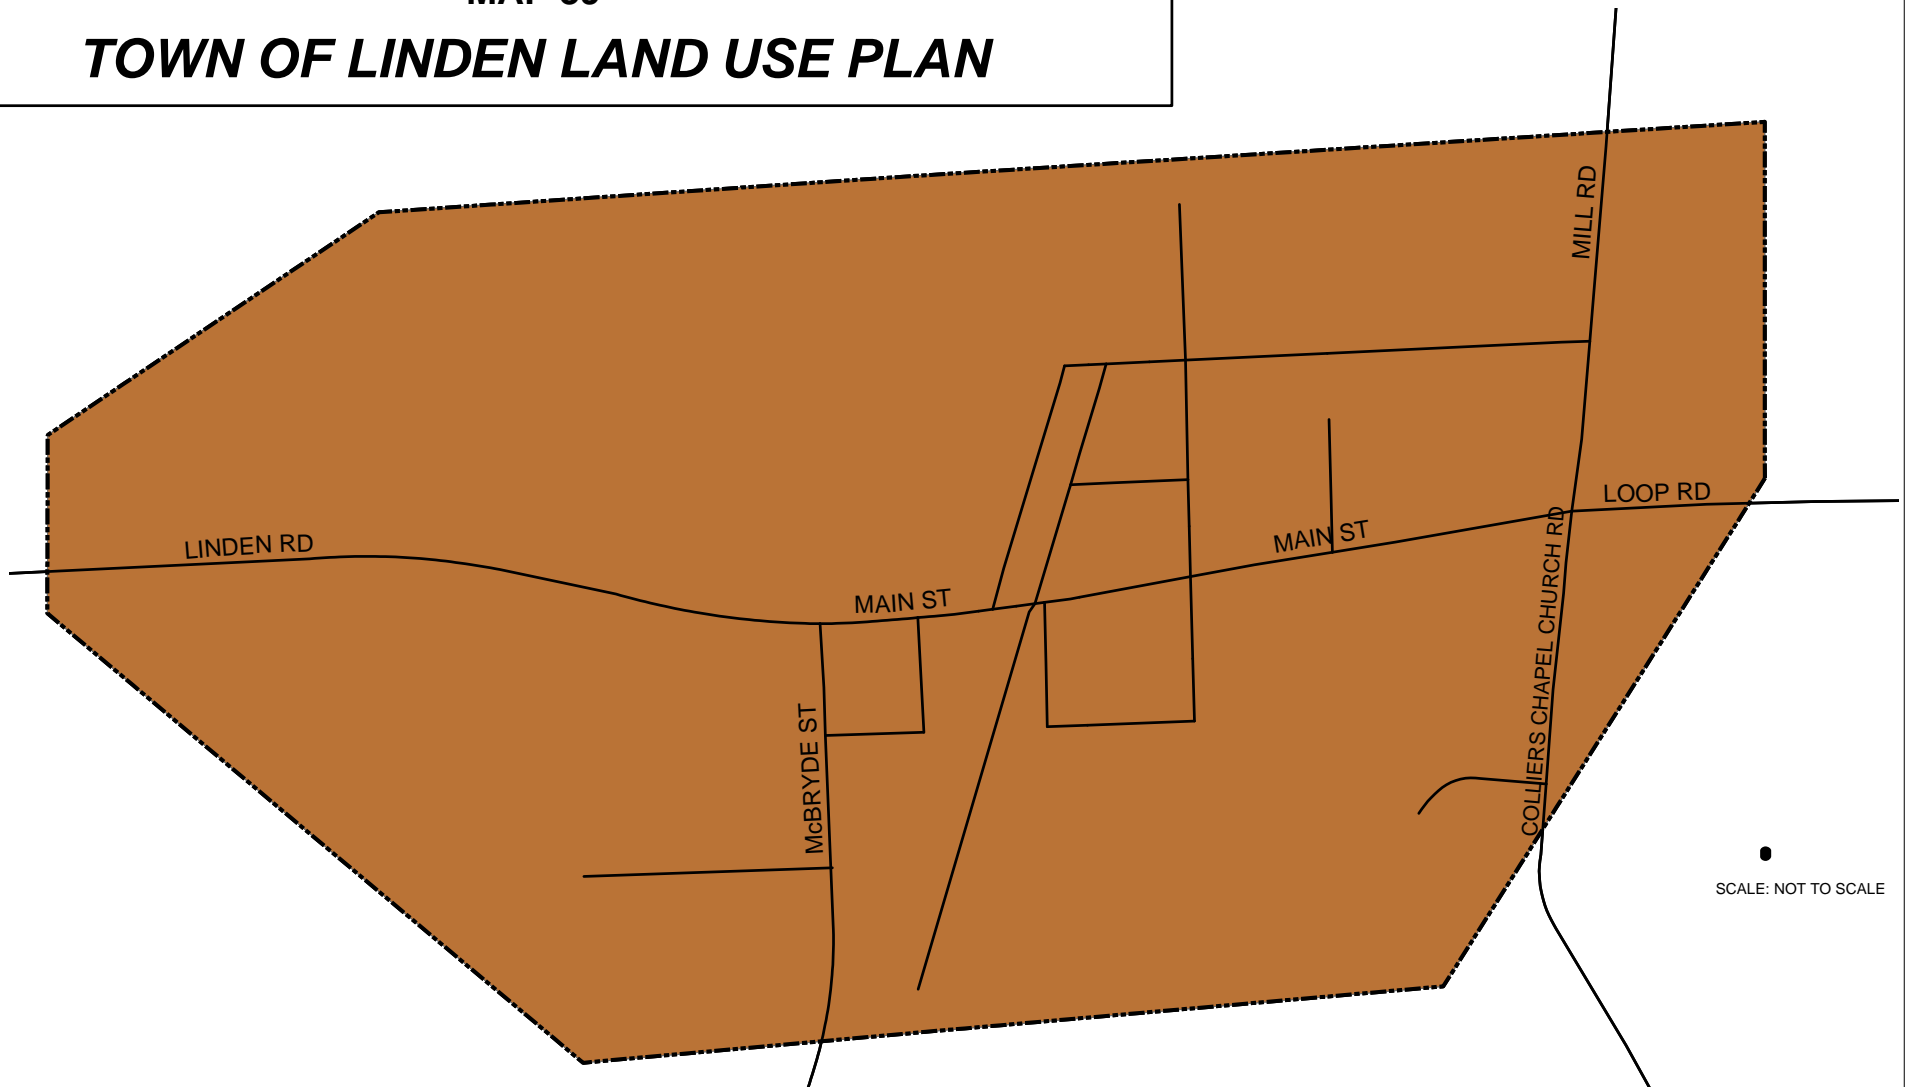 TOWN OF LINDEN LAND USE PLAN
MILL RD
LOOP RD
LINDEN RD
MAIN ST
MAIN ST
COLLIERS CHAPEL CHURCH RD
McBRYDE ST
SCALE: NOT TO SCALE